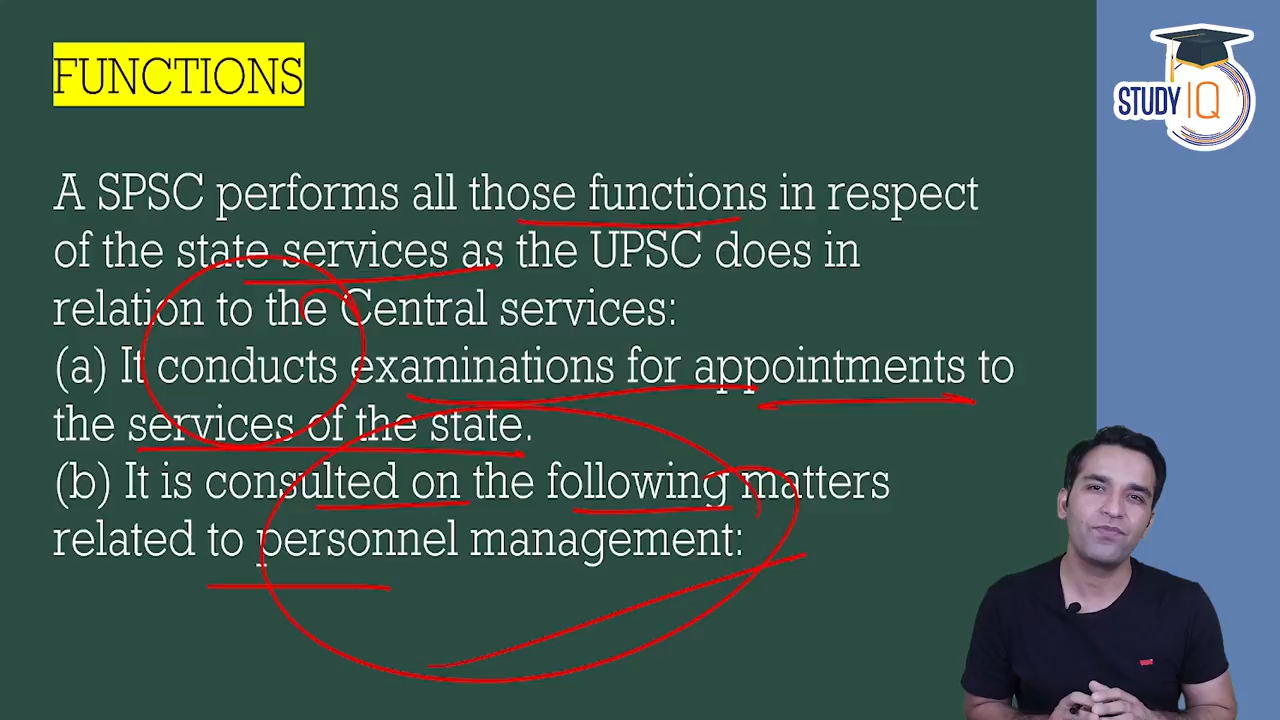 FUNCTIONS
STUDY IQ
A SPSC performs all those functions in respect
of the state services as the UPSC does in
relation to the Central services:
(a) It conducts examinations for appointments to
the services of the state.
(b) It is consulted on the following matters
related to personnel management: